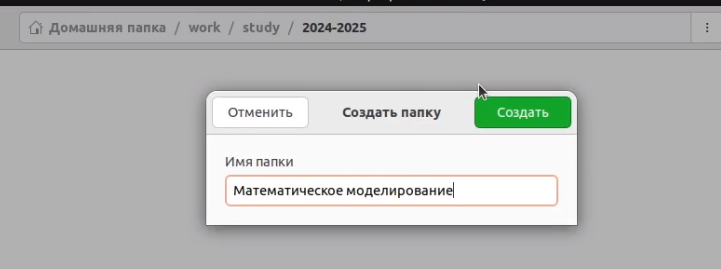 Домашняя папка / work / study / 2024-2025
Отменить Создать папку Создать
Имя папки
Математическое моделирование